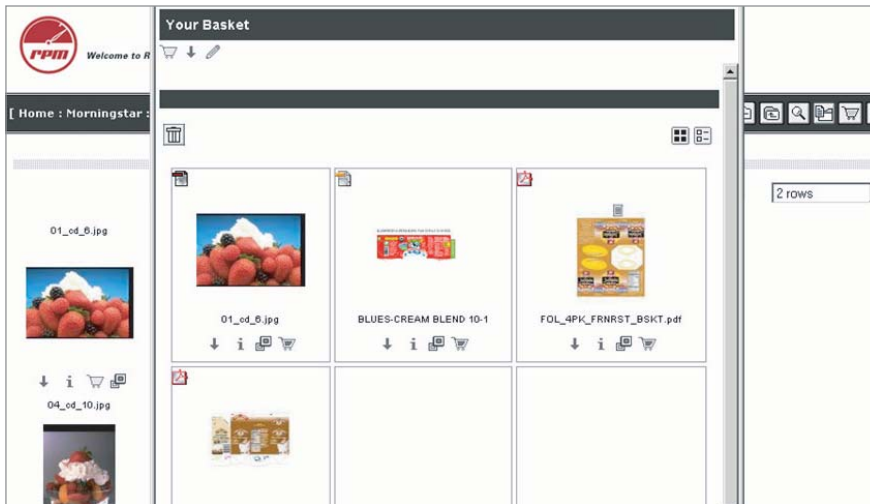 Your Basket
rpm
Welcome to R
[ Home : Morningstar :
2 rows
01_cd_6.jpg
04_cd_10.jpg
01_cd_6.jpg
BLUES-CREAM BLEND 10-1
FOL_4PK_FRNRST_BSKT.pdf